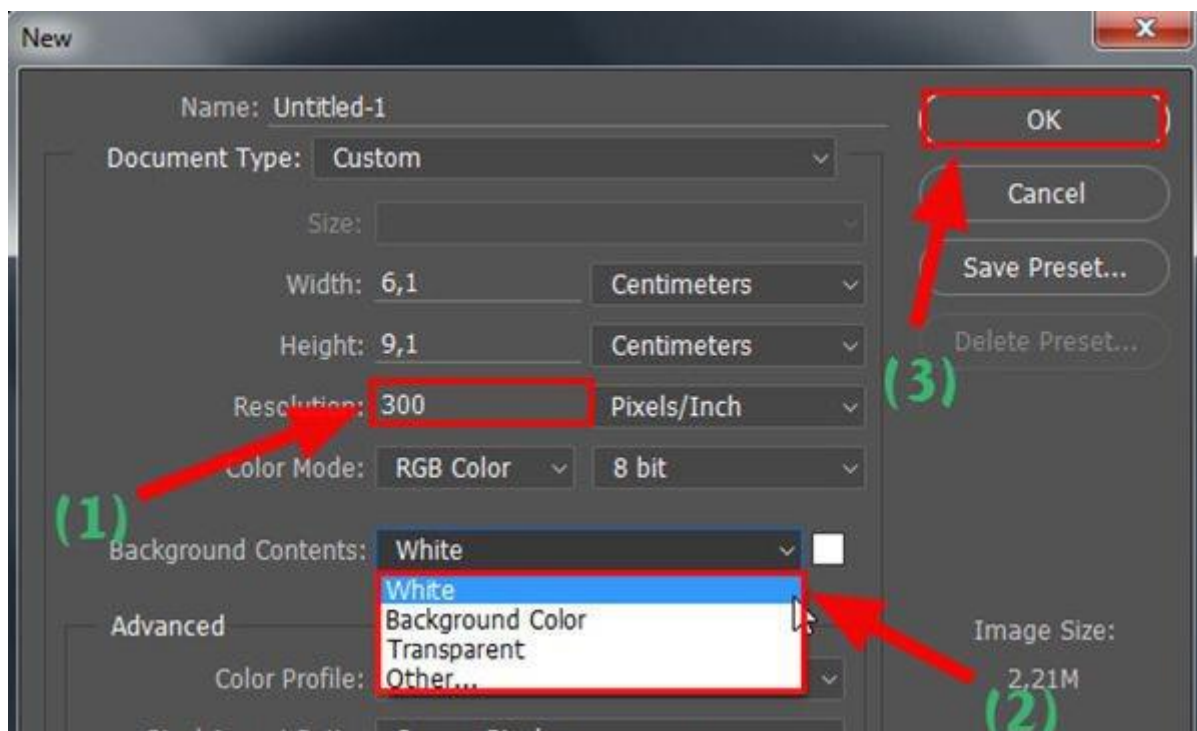 New
Name: Untitled-1
OK
Document Type: Custom
Cancel
Size:
Save Preset...
Width: 6,1 Centimeters
Height: 9,1 Centimeters
Delete Preset...
(3)
Resolution: 300 Pixels/Inch
Color Mode: RGB Color 8 bit
(1)
Background Contents: White
White
Background Color
Transparent
Other...
Advanced
Image Size:
Color Profile:
2,21M
(2)